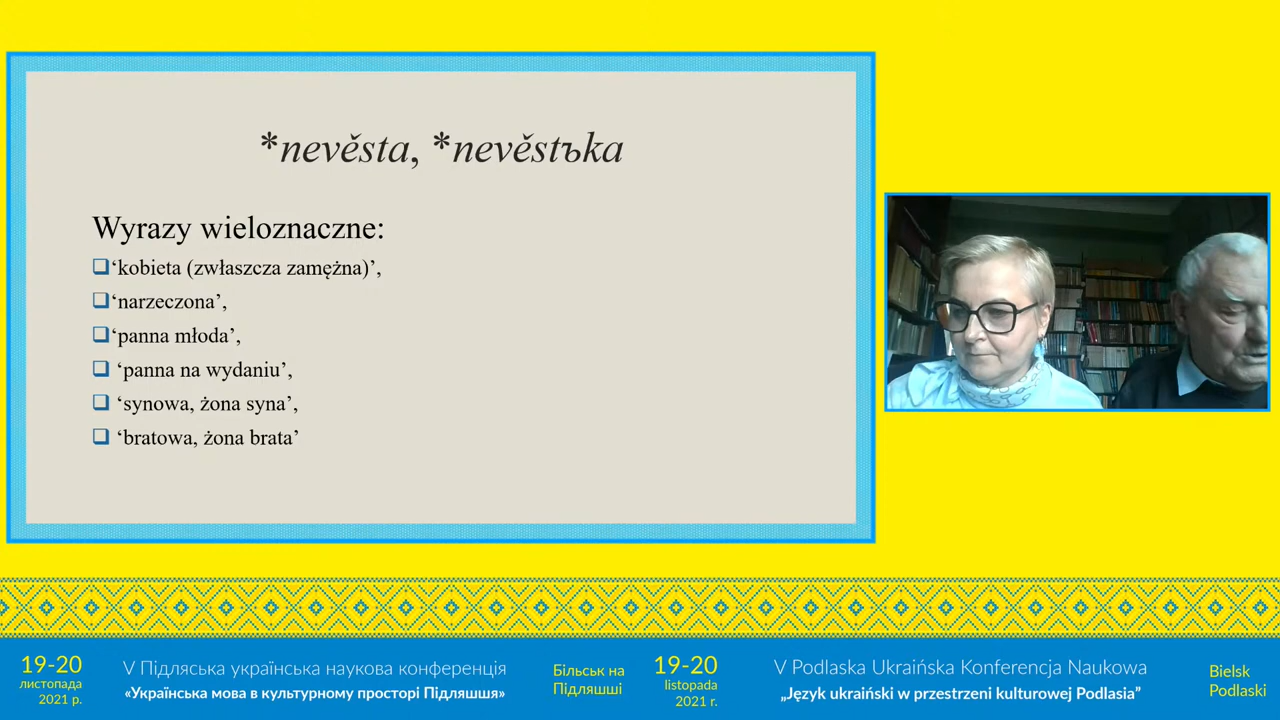 *nevěsta, *nevěstъka
Wyrazy wieloznaczne:
‘kobieta (zwłaszcza zamężna)’,
‘narzeczona’,
‘panna młoda’,
‘panna na wydaniu’,
‘synowa, żona syna’,
‘bratowa, żona brata’
19-20
листопада
2021 р.
V Підляська українська наукова конференція
«Українська мова в культурному просторі Підляшшя»
Більськ на
Підляшші
19-20
listopada
2021 r.
V Podlaska Ukraińska Konferencja Naukowa
„Język ukraiński w przestrzeni kulturowej Podlasia”
Bielsk
Podlaski